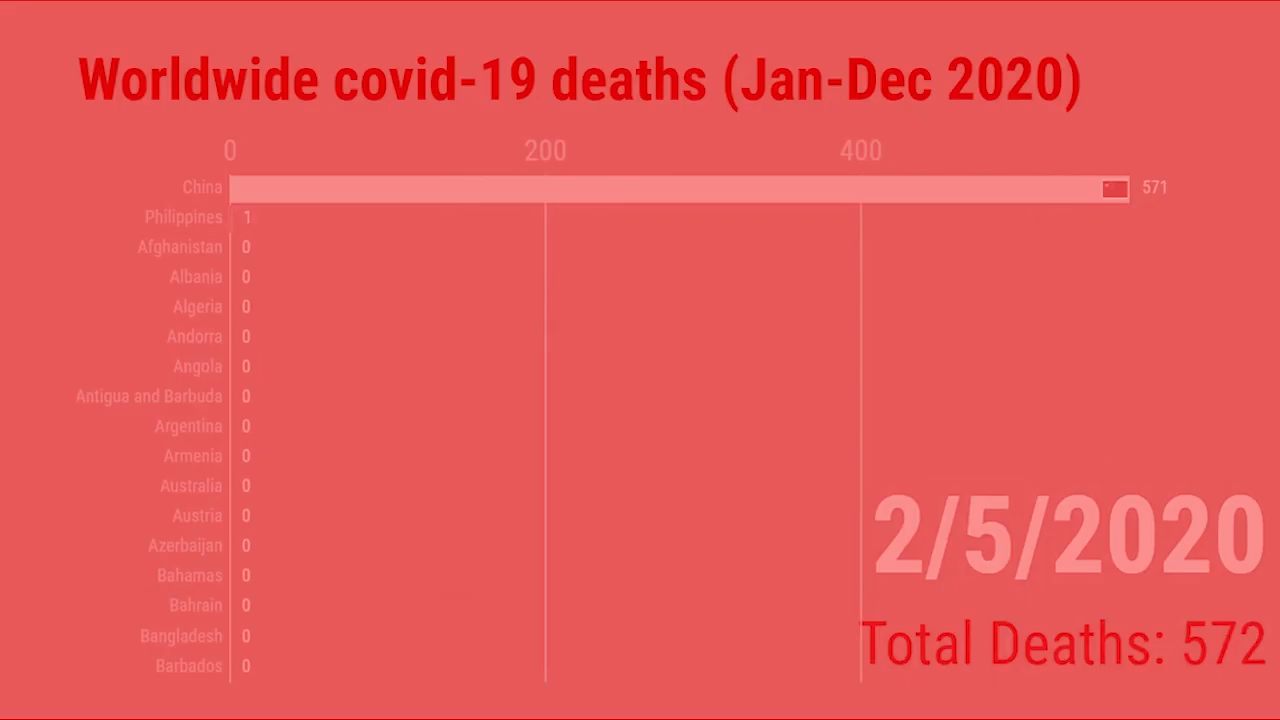 Worldwide covid-19 deaths (Jan-Dec 2020)
0 200 400
China 571
Philippines 1
Afghanistan 0
Albania 0
Algeria 0
Andorra 0
Angola 0
Antigua and Barbuda 0
Argentina 0
Armenia 0
Australia 0
Austria 0
Azerbaijan 0
Bahamas 0
Bahrain 0
Bangladesh 0
Barbados 0
2/5/2020
Total Deaths: 572